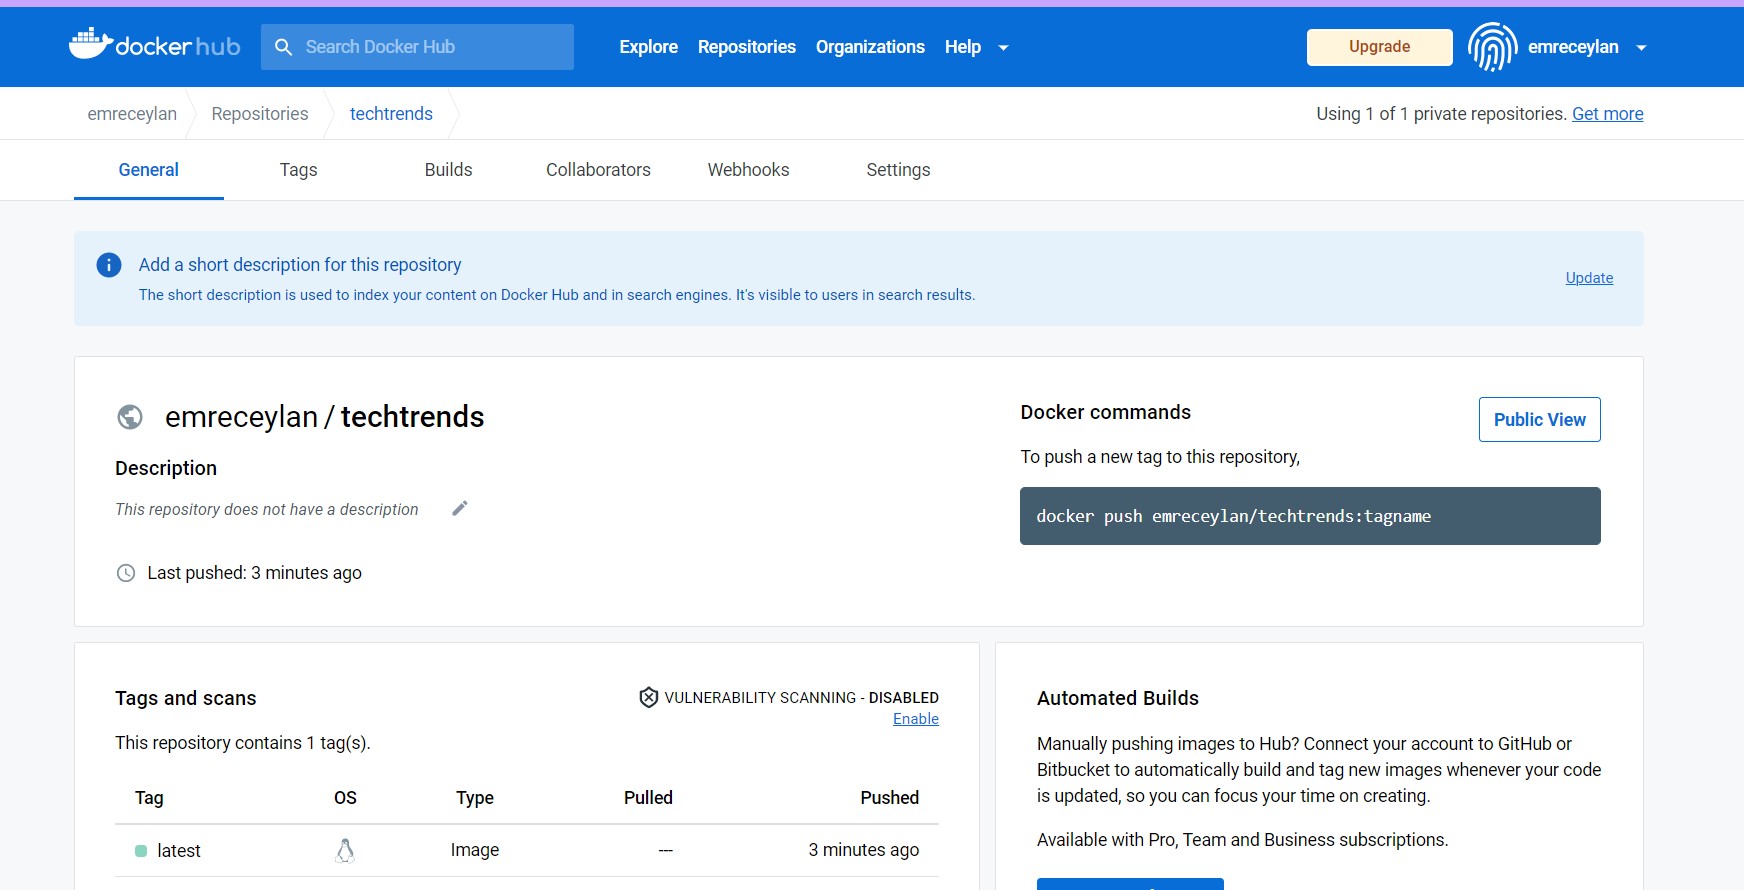 docker hub
Search Docker Hub
Explore Repositories Organizations Help
Upgrade
emreceylan
emreceylan Repositories techtrends
Using 1 of 1 private repositories. Get more
General Tags Builds Collaborators Webhooks Settings
Add a short description for this repository
The short description is used to index your content on Docker Hub and in search engines. It's visible to users in search results.
Update
emreceylan / techtrends
Description
This repository does not have a description
Last pushed: 3 minutes ago
Docker commands
Public View
To push a new tag to this repository,
docker push emreceylan/techtrends:tagname
Tags and scans
VULNERABILITY SCANNING - DISABLED
Enable
This repository contains 1 tag(s).
Tag OS Type Pulled Pushed
latest Image --- 3 minutes ago
Automated Builds
Manually pushing images to Hub? Connect your account to GitHub or
Bitbucket to automatically build and tag new images whenever your code
is updated, so you can focus your time on creating.
Available with Pro, Team and Business subscriptions.